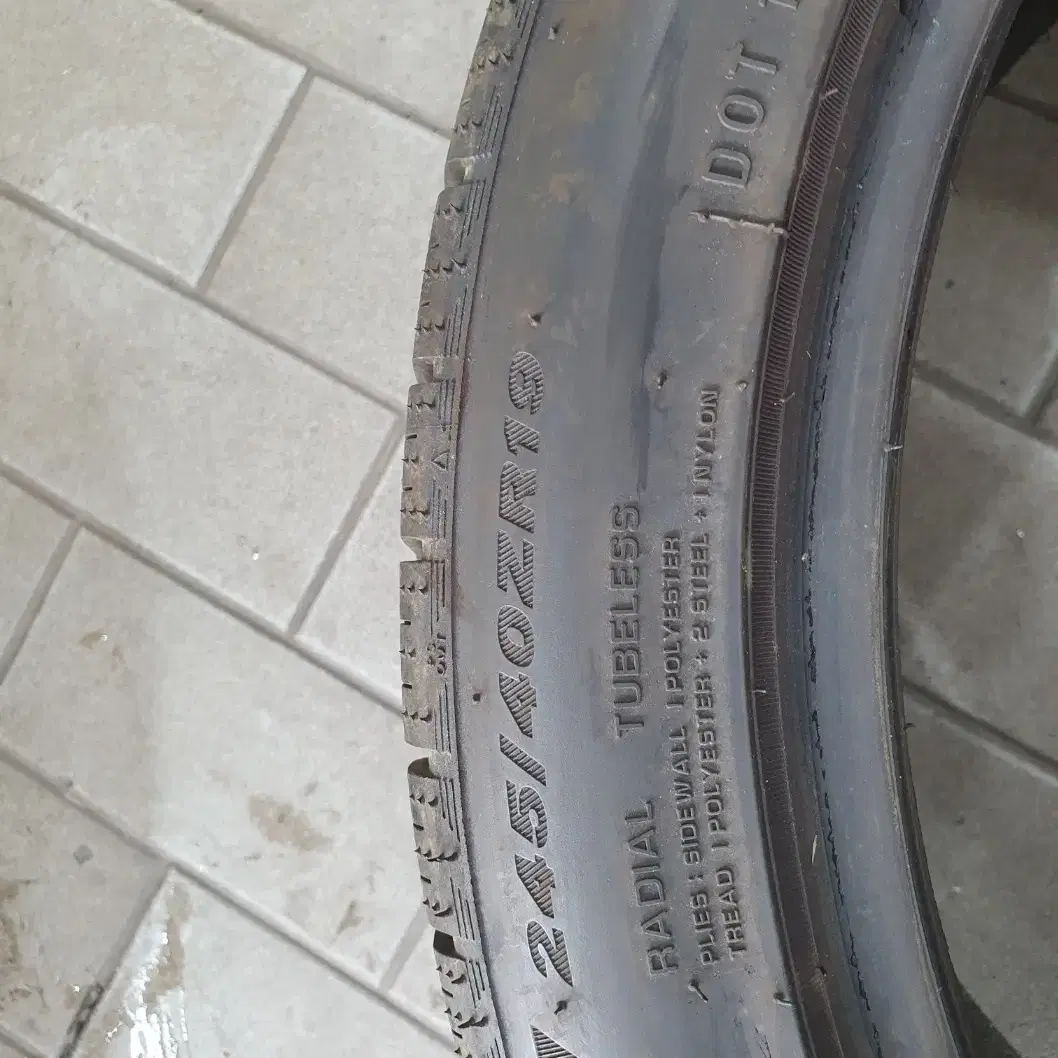 245/40ZR19
RADIAL TUBELESS
PLIES : SIDEWALL 1 POLYESTER
TREAD 1 POLYESTER + 2 STEEL + 1 NYLON
DOT